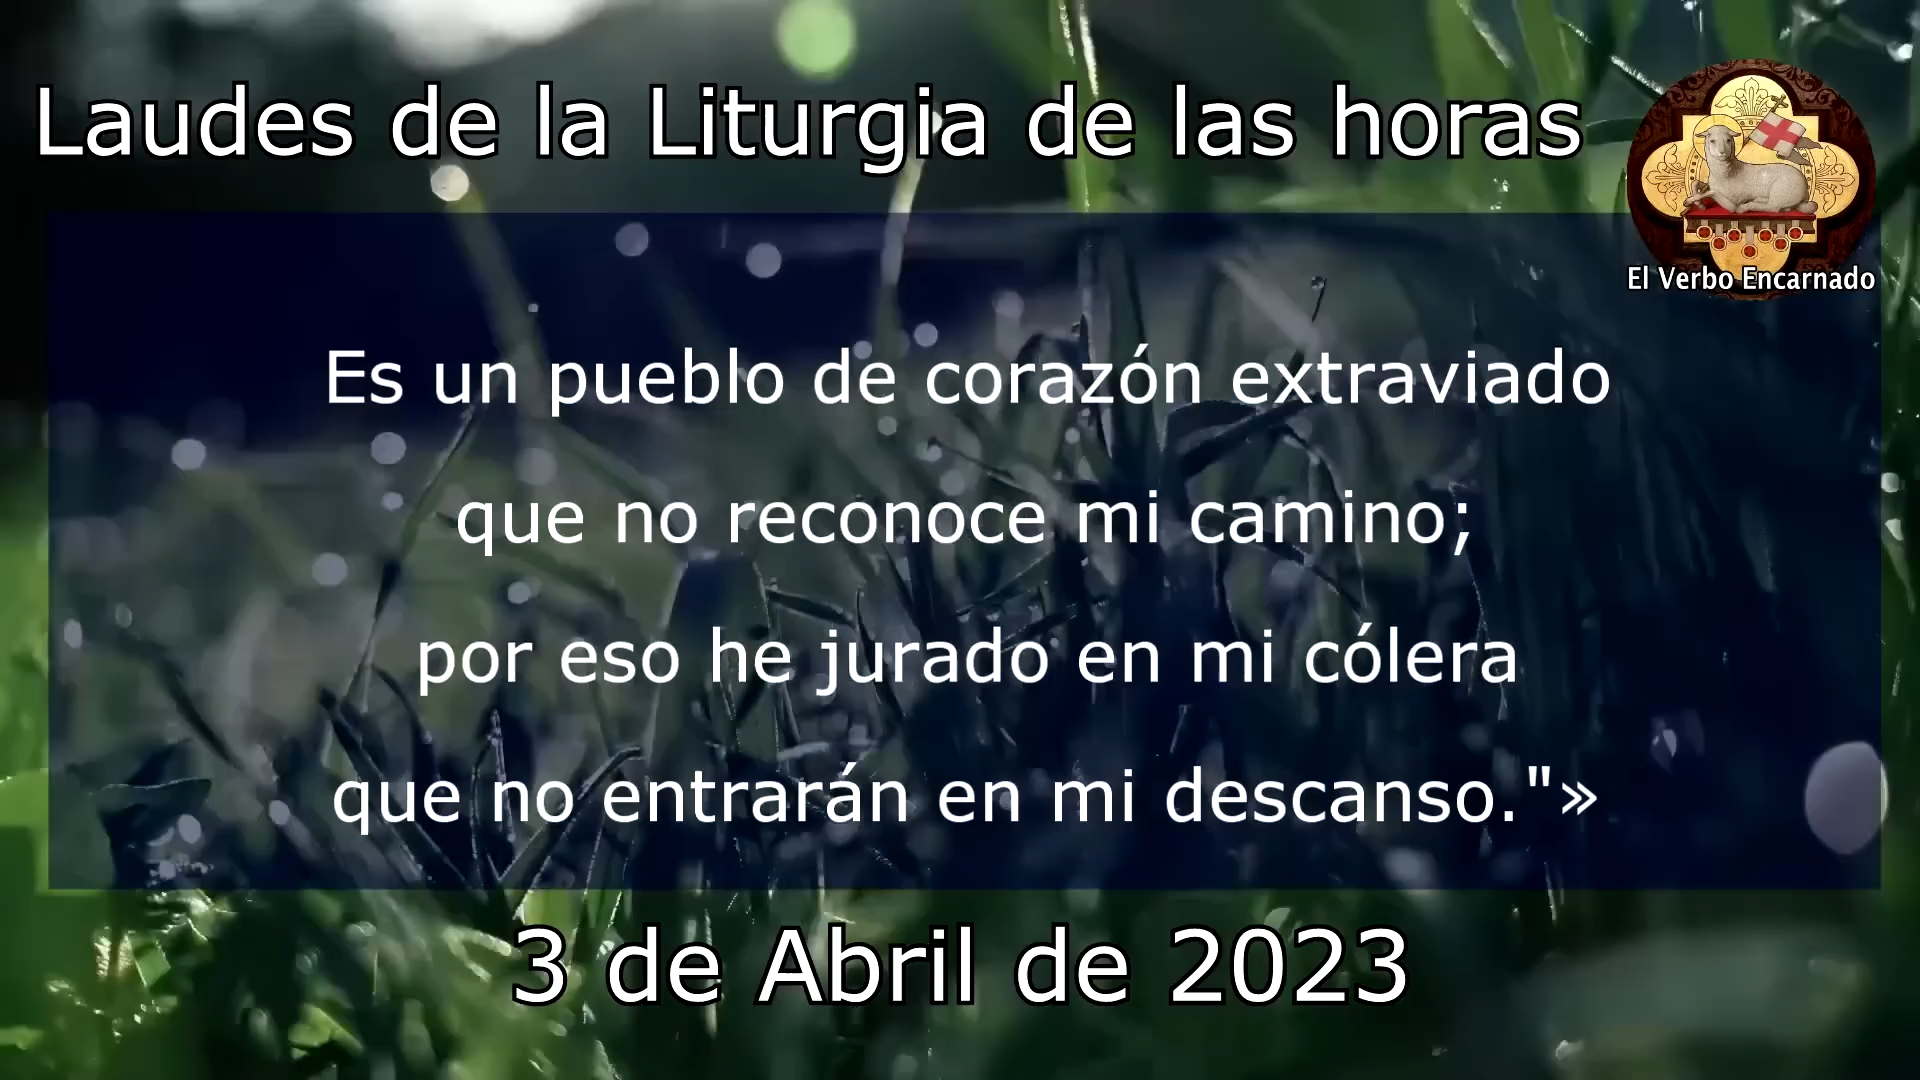 Laudes de la Liturgia de las horas
El Verbo Encarnado
Es un pueblo de corazón extraviado
que no reconoce mi camino;
por eso he jurado en mi cólera
que no entrarán en mi descanso."»
3 de Abril de 2023